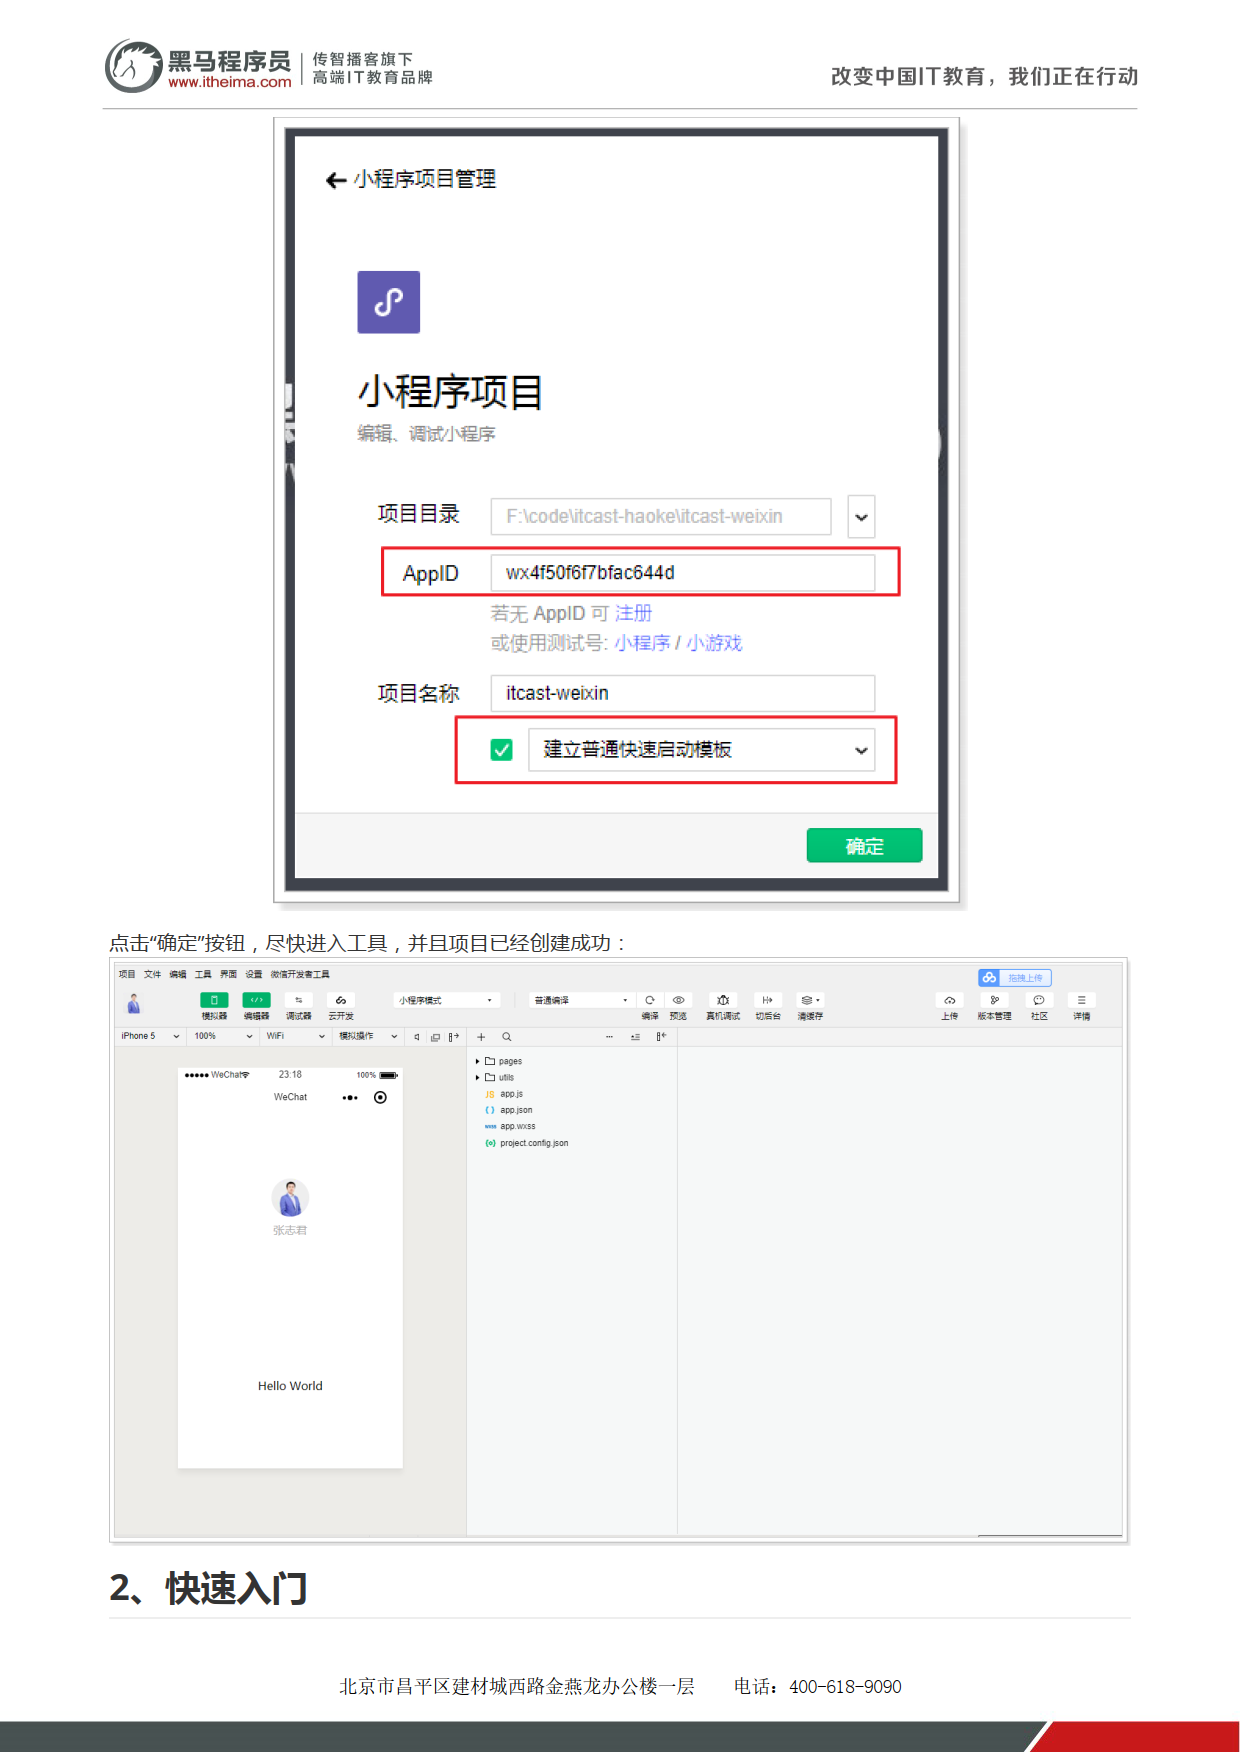 黑马程序员
www.itheima.com
传智播客旗下
高端IT教育品牌
改变中国IT教育，我们正在行动
小程序项目管理
小程序项目
编辑、调试小程序
项目目录 F:\code\itcast-haoke\itcast-weixin
AppID wx4f50f6f7bfac644d
若无 AppID 可 注册
或使用测试号: 小程序 / 小游戏
项目名称 itcast-weixin
建立普通快速启动模板
确定
点击“确定”按钮，尽快进入工具，并且项目已经创建成功：
项目 文件 编辑 工具 界面 设置 微信开发者工具
拖拽上传
小程序模式 普通编译
模拟器 编辑器 调试器 云开发 编译 预览 真机调试 切后台 清缓存 上传 版本管理 社区 详情
iPhone 5 100% WiFi 模拟操作
pages
utils
JS app.js
{ } app.json
wxss app.wxss
{o} project.config.json
WeChat 23:18 100%
WeChat
张志君
Hello World
2、快速入门
北京市昌平区建材城西路金燕龙办公楼一层 电话：400-618-9090